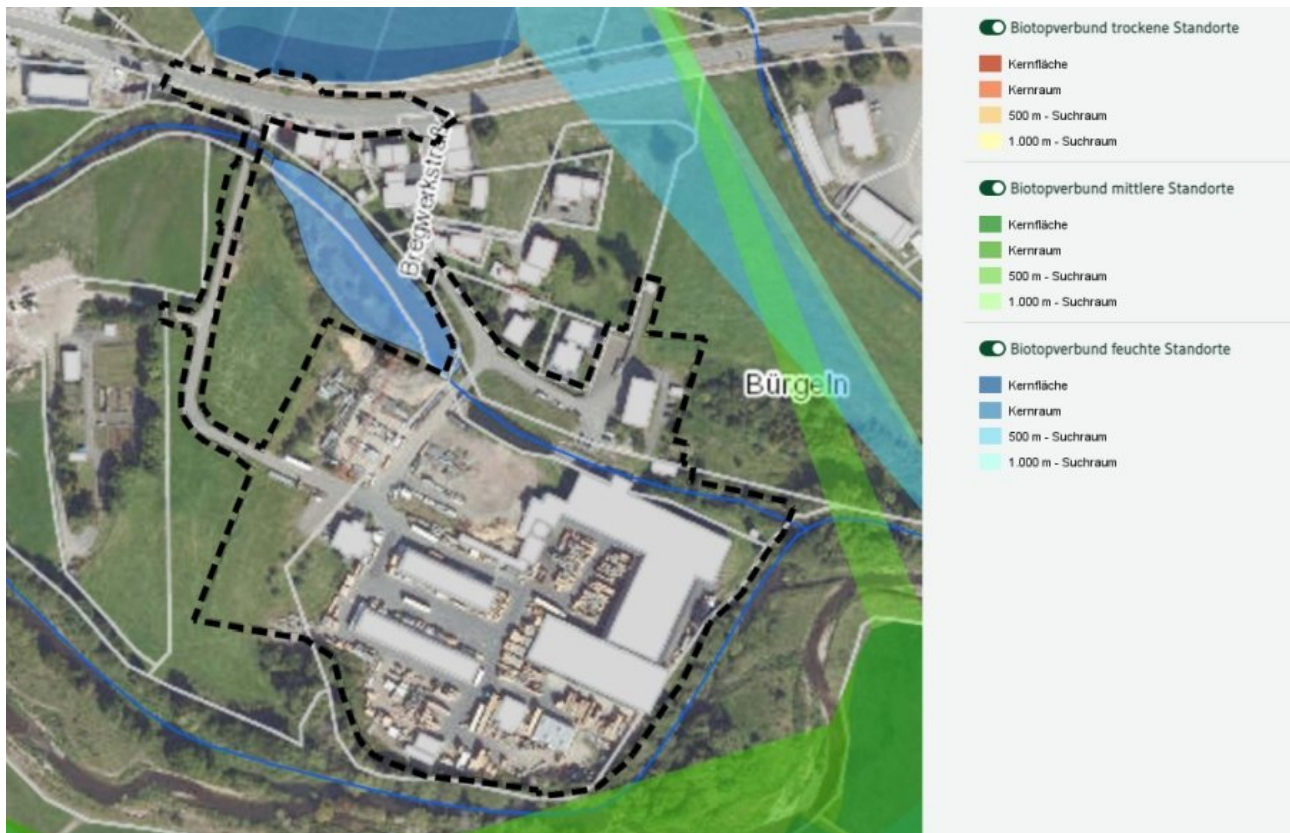 Bregwerkstraß
Bürgeln
Biotopverbund trockene Standorte
Kernfläche
Kernraum
500 m - Suchraum
1.000 m - Suchraum
Biotopverbund mittlere Standorte
Kernfläche
Kernraum
500 m - Suchraum
1.000 m - Suchraum
Biotopverbund feuchte Standorte
Kernfläche
Kernraum
500 m - Suchraum
1.000 m - Suchraum